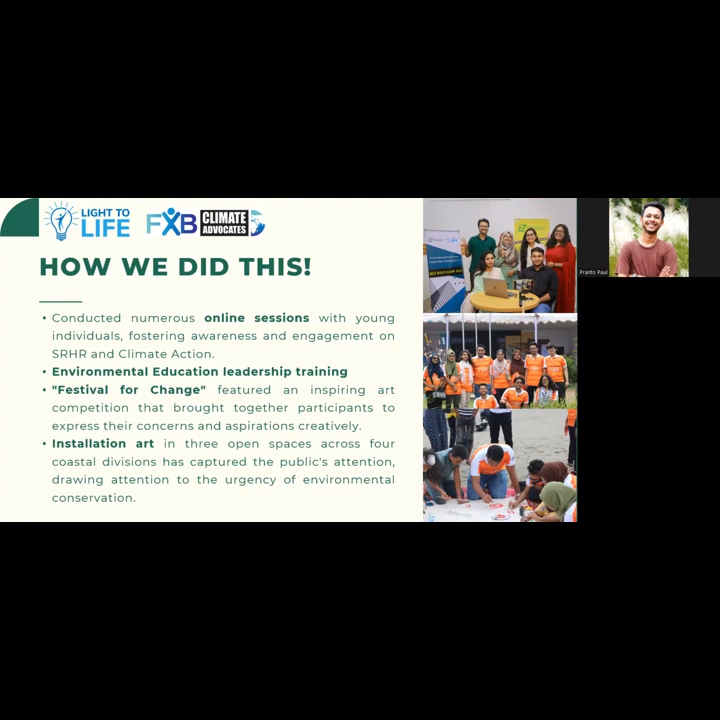 LIGHT TO
LIFE
FXB
CLIMATE
ADVOCATES
HOW WE DID THIS!
• Conducted numerous online sessions with young
individuals, fostering awareness and engagement on
SRHR and Climate Action.
• Environmental Education leadership training
• "Festival for Change" featured an inspiring art
competition that brought together participants to
express their concerns and aspirations creatively.
• Installation art in three open spaces across four
coastal divisions has captured the public's attention,
drawing attention to the urgency of environmental
conservation.
Pranto Paul